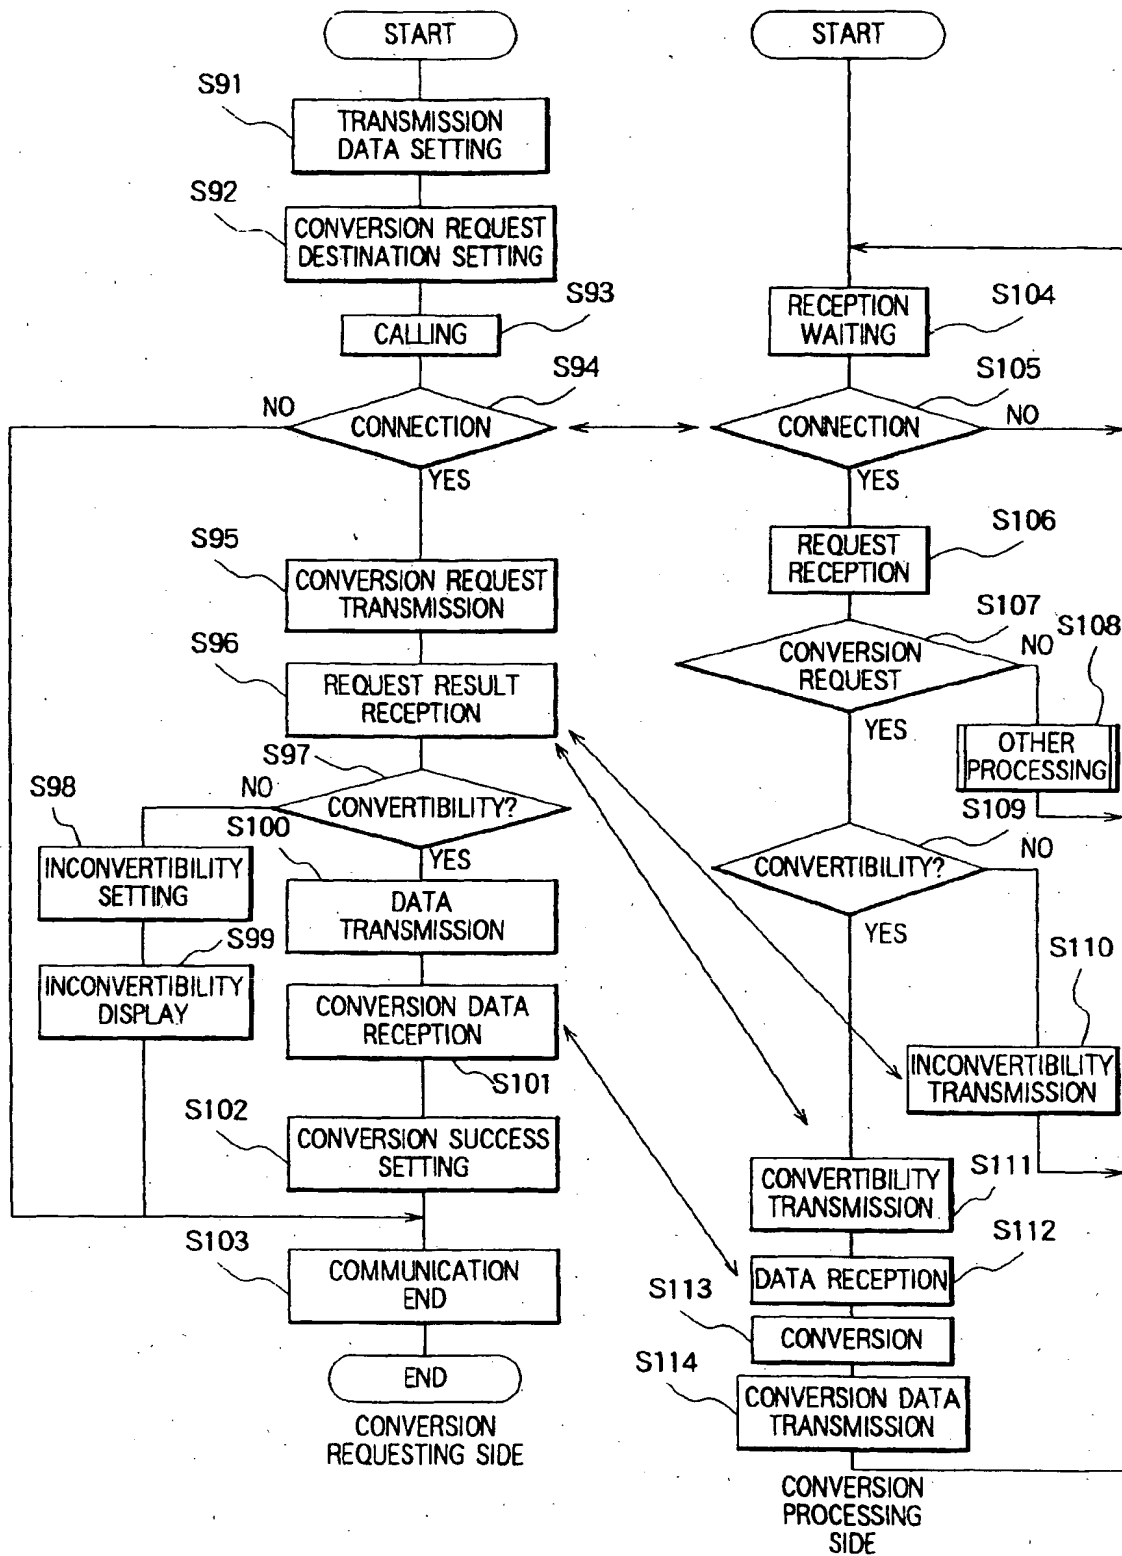 START
S91
TRANSMISSION
DATA SETTING
S92
CONVERSION REQUEST
DESTINATION SETTING
S93
CALLING
S94
NO
CONNECTION
YES
S95
CONVERSION REQUEST
TRANSMISSION
S96
REQUEST RESULT
RECEPTION
S97
NO
CONVERTIBILITY?
YES
S98
INCONVERTIBILITY
SETTING
S99
INCONVERTIBILITY
DISPLAY
S100
DATA
TRANSMISSION
CONVERSION DATA
RECEPTION
S101
S102
CONVERSION SUCCESS
SETTING
S103
COMMUNICATION
END
END
CONVERSION
REQUESTING SIDE
START
S104
RECEPTION
WAITING
S105
CONNECTION
NO
YES
S106
REQUEST
RECEPTION
S107
CONVERSION
REQUEST
NO
YES
S108
OTHER
PROCESSING
S109
CONVERTIBILITY?
NO
YES
S110
INCONVERTIBILITY
TRANSMISSION
S111
CONVERTIBILITY
TRANSMISSION
S112
DATA RECEPTION
S113
CONVERSION
S114
CONVERSION DATA
TRANSMISSION
CONVERSION
PROCESSING
SIDE